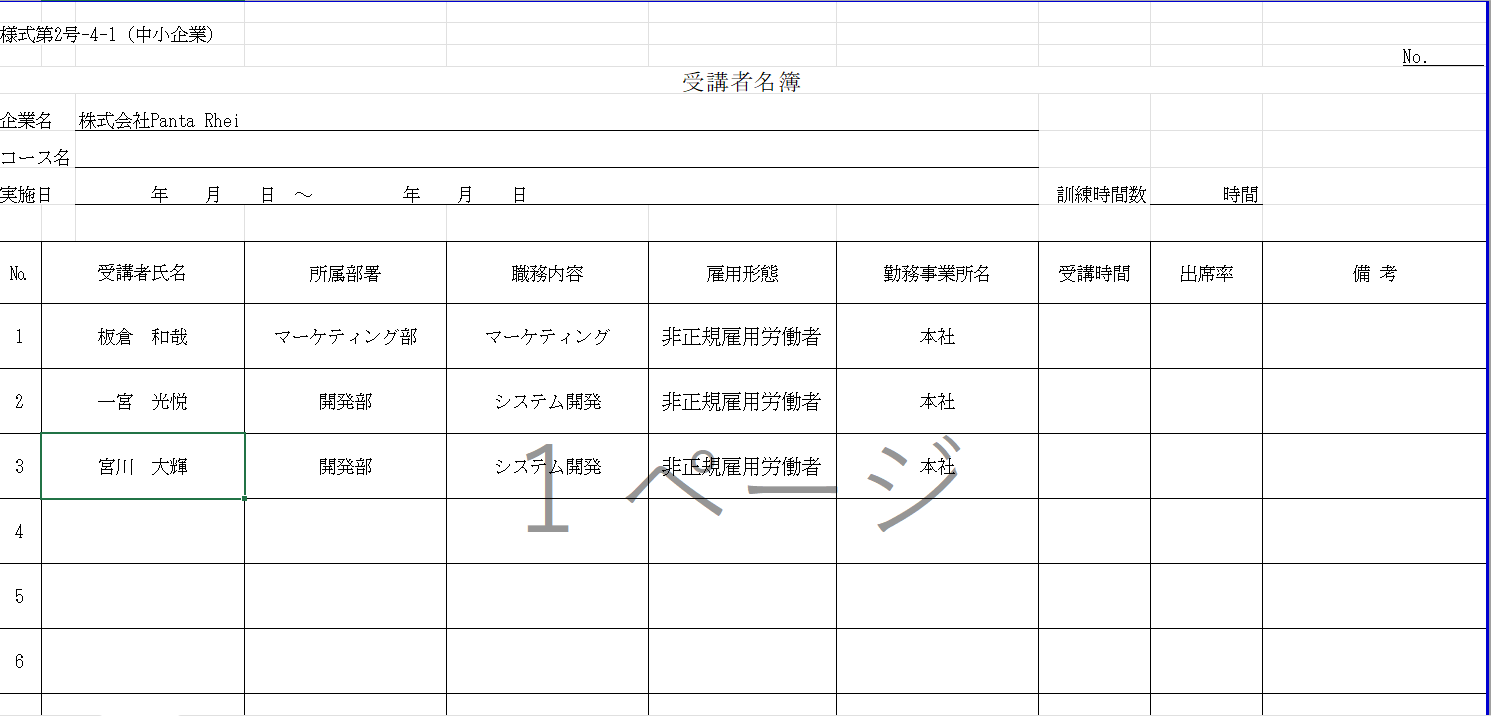 様式第2号-4-1（中小企業）
No.
受講者名簿
企業名 株式会社Panta Rhei
コース名
実施日 年 月 日 ～ 年 月 日 訓練時間数 時間
No. 受講者氏名 所属部署 職務内容 雇用形態 勤務事業所名 受講時間 出席率 備 考
1 板倉　和哉 マーケティング部 マーケティング 非正規雇用労働者 本社
2 一宮　光悦 開発部 システム開発 非正規雇用労働者 本社
3 宮川　大輝 開発部 システム開発 非正規雇用労働者 本社
1 ページ
4
5
6